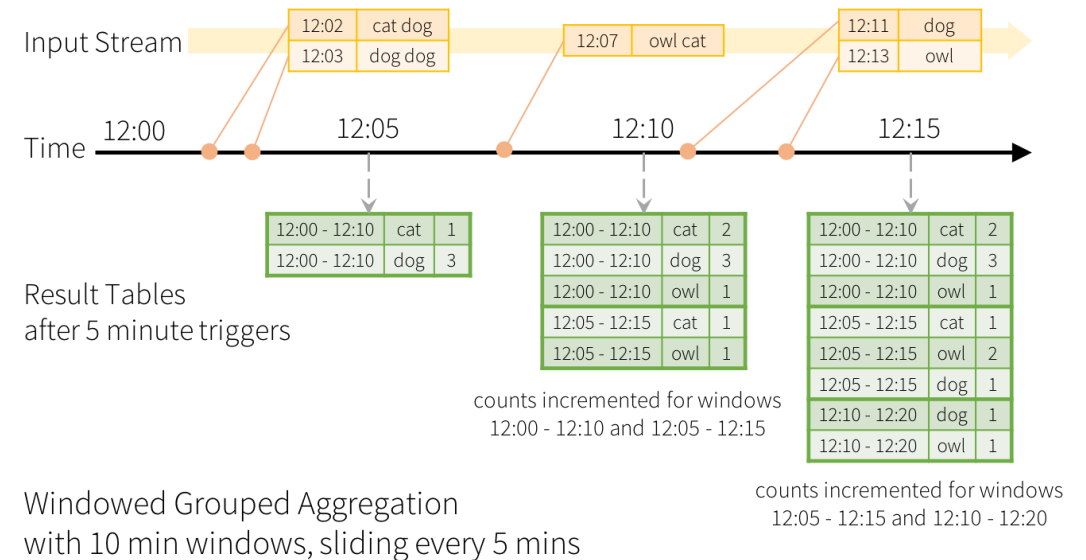 Input Stream
12:02 cat dog
12:03 dog dog
12:07 owl cat
12:11 dog
12:13 owl
Time
12:00
12:05
12:10
12:15
Result Tables
after 5 minute triggers
12:00 - 12:10 cat 1
12:00 - 12:10 dog 3
12:00 - 12:10 cat 2
12:00 - 12:10 dog 3
12:00 - 12:10 owl 1
12:05 - 12:15 cat 1
12:05 - 12:15 owl 1
counts incremented for windows
12:00 - 12:10 and 12:05 - 12:15
12:00 - 12:10 cat 2
12:00 - 12:10 dog 3
12:00 - 12:10 owl 1
12:05 - 12:15 cat 1
12:05 - 12:15 owl 2
12:05 - 12:15 dog 1
12:10 - 12:20 dog 1
12:10 - 12:20 owl 1
counts incremented for windows
12:05 - 12:15 and 12:10 - 12:20
Windowed Grouped Aggregation
with 10 min windows, sliding every 5 mins